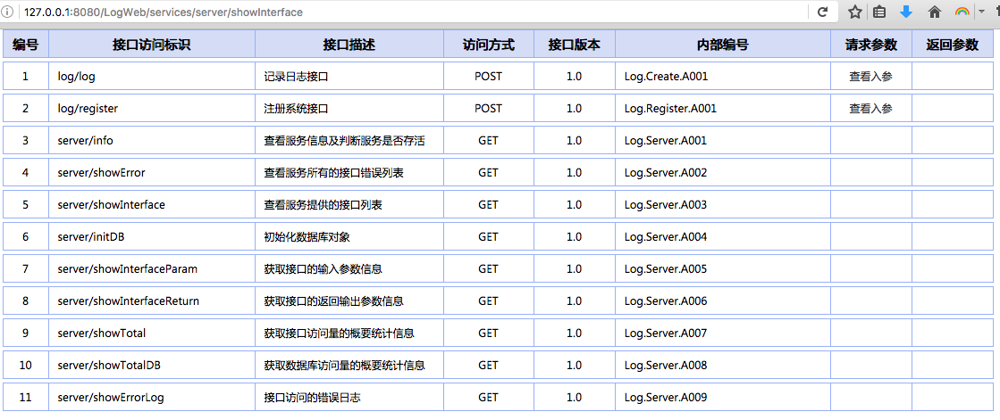 127.0.0.1:8080/LogWeb/services/server/showInterface
编号 接口访问标识 接口描述 访问方式 接口版本 内部编号 请求参数 返回参数
1 log/log 记录日志接口 POST 1.0 Log.Create.A001 查看入参
2 log/register 注册系统接口 POST 1.0 Log.Register.A001 查看入参
3 server/info 查看服务信息及判断服务是否存活 GET 1.0 Log.Server.A001
4 server/showError 查看服务所有的接口错误列表 GET 1.0 Log.Server.A002
5 server/showInterface 查看服务提供的接口列表 GET 1.0 Log.Server.A003
6 server/initDB 初始化数据库对象 GET 1.0 Log.Server.A004
7 server/showInterfaceParam 获取接口的输入参数信息 GET 1.0 Log.Server.A005
8 server/showInterfaceReturn 获取接口的返回输出参数信息 GET 1.0 Log.Server.A006
9 server/showTotal 获取接口访问量的概要统计信息 GET 1.0 Log.Server.A007
10 server/showTotalDB 获取数据库访问量的概要统计信息 GET 1.0 Log.Server.A008
11 server/showErrorLog 接口访问的错误日志 GET 1.0 Log.Server.A009